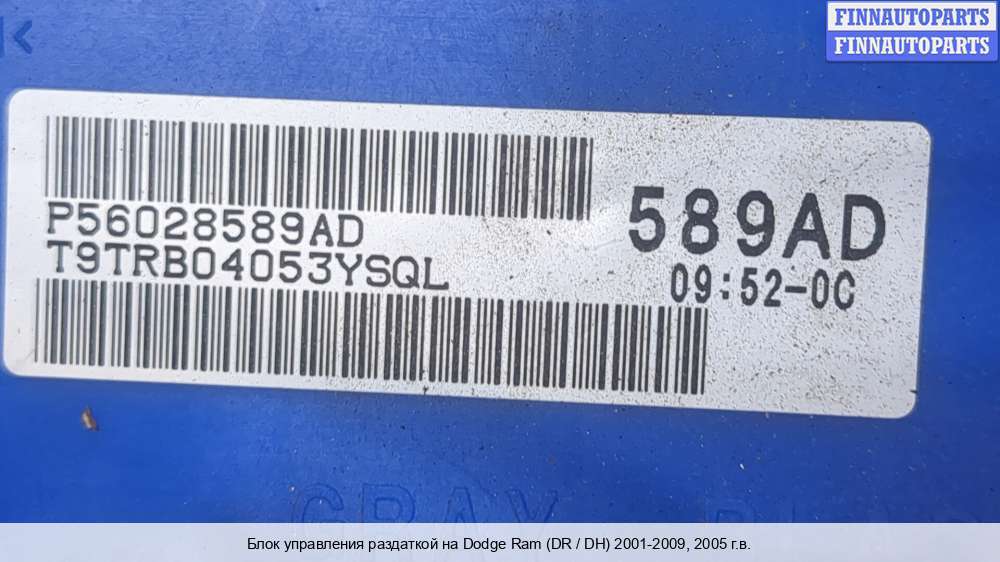 FINNAUTOPARTS
FINNAUTOPARTS
P56028589AD
T9TRB04053YSQL
589AD
09:52-0C
GRAY
Блок управления раздаткой на Dodge Ram (DR / DH) 2001-2009, 2005 г.в.